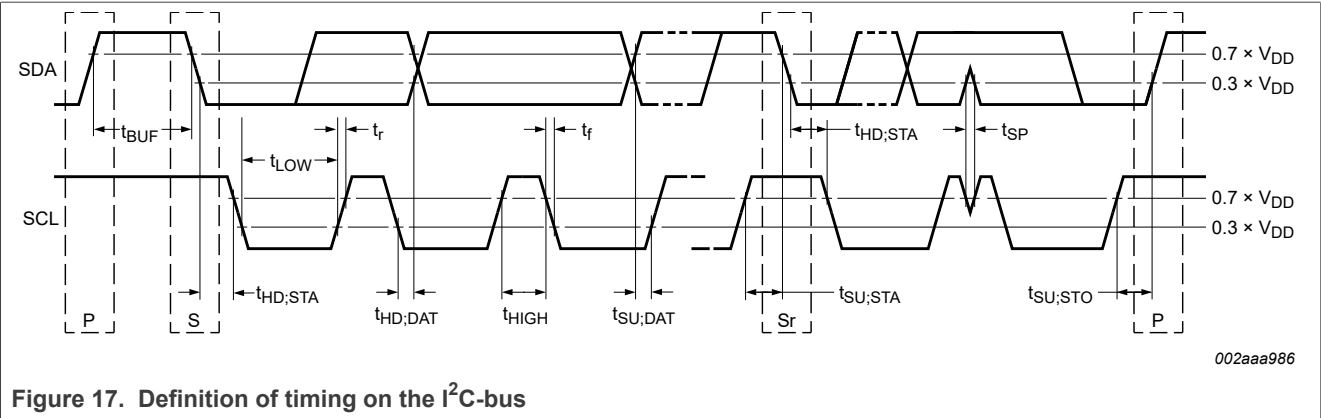 SDA
0.7 × VDD
0.3 × VDD
tBUF
tLOW
tr
tf
tHD;STA
tSP
SCL
0.7 × VDD
0.3 × VDD
tHD;STA
tHD;DAT
tHIGH
tSU;DAT
tSU;STA
tSU;STO
P
S
Sr
P
002aaa986
Figure 17. Definition of timing on the I²C-bus